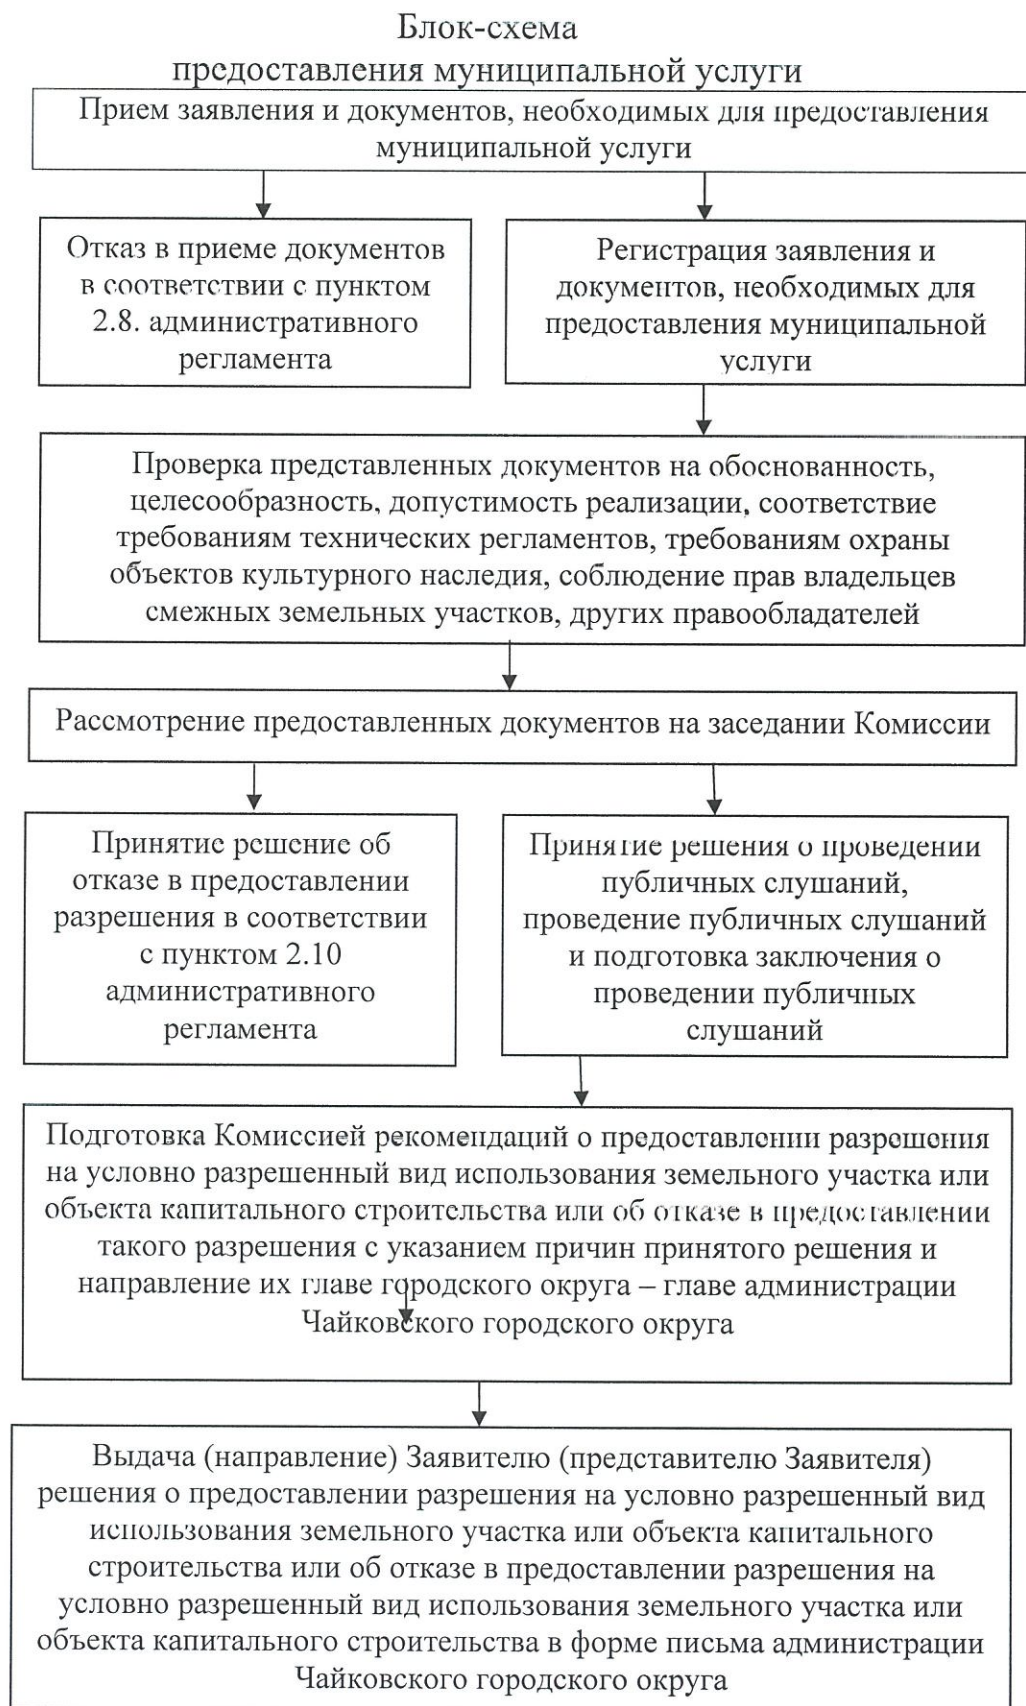 Блок-схема
предоставления муниципальной услуги
Прием заявления и документов, необходимых для предоставления
муниципальной услуги
Отказ в приеме документов
в соответствии с пунктом
2.8. административного
регламента
Регистрация заявления и
документов, необходимых для
предоставления муниципальной
услуги
Проверка представленных документов на обоснованность,
целесообразность, допустимость реализации, соответствие
требованиям технических регламентов, требованиям охраны
объектов культурного наследия, соблюдение прав владельцев
смежных земельных участков, других правообладателей
Рассмотрение предоставленных документов на заседании Комиссии
Принятие решение об
отказе в предоставлении
разрешения в соответствии
с пунктом 2.10
административного
регламента
Принятие решения о проведении
публичных слушаний,
проведение публичных слушаний
и подготовка заключения о
проведении публичных
слушаний
Подготовка Комиссией рекомендаций о предоставлении разрешения
на условно разрешенный вид использования земельного участка или
объекта капитального строительства или об отказе в предоставлении
такого разрешения с указанием причин принятого решения и
направление их главе городского округа – главе администрации
Чайковского городского округа
Выдача (направление) Заявителю (представителю Заявителя)
решения о предоставлении разрешения на условно разрешенный вид
использования земельного участка или объекта капитального
строительства или об отказе в предоставлении разрешения на
условно разрешенный вид использования земельного участка или
объекта капитального строительства в форме письма администрации
Чайковского городского округа